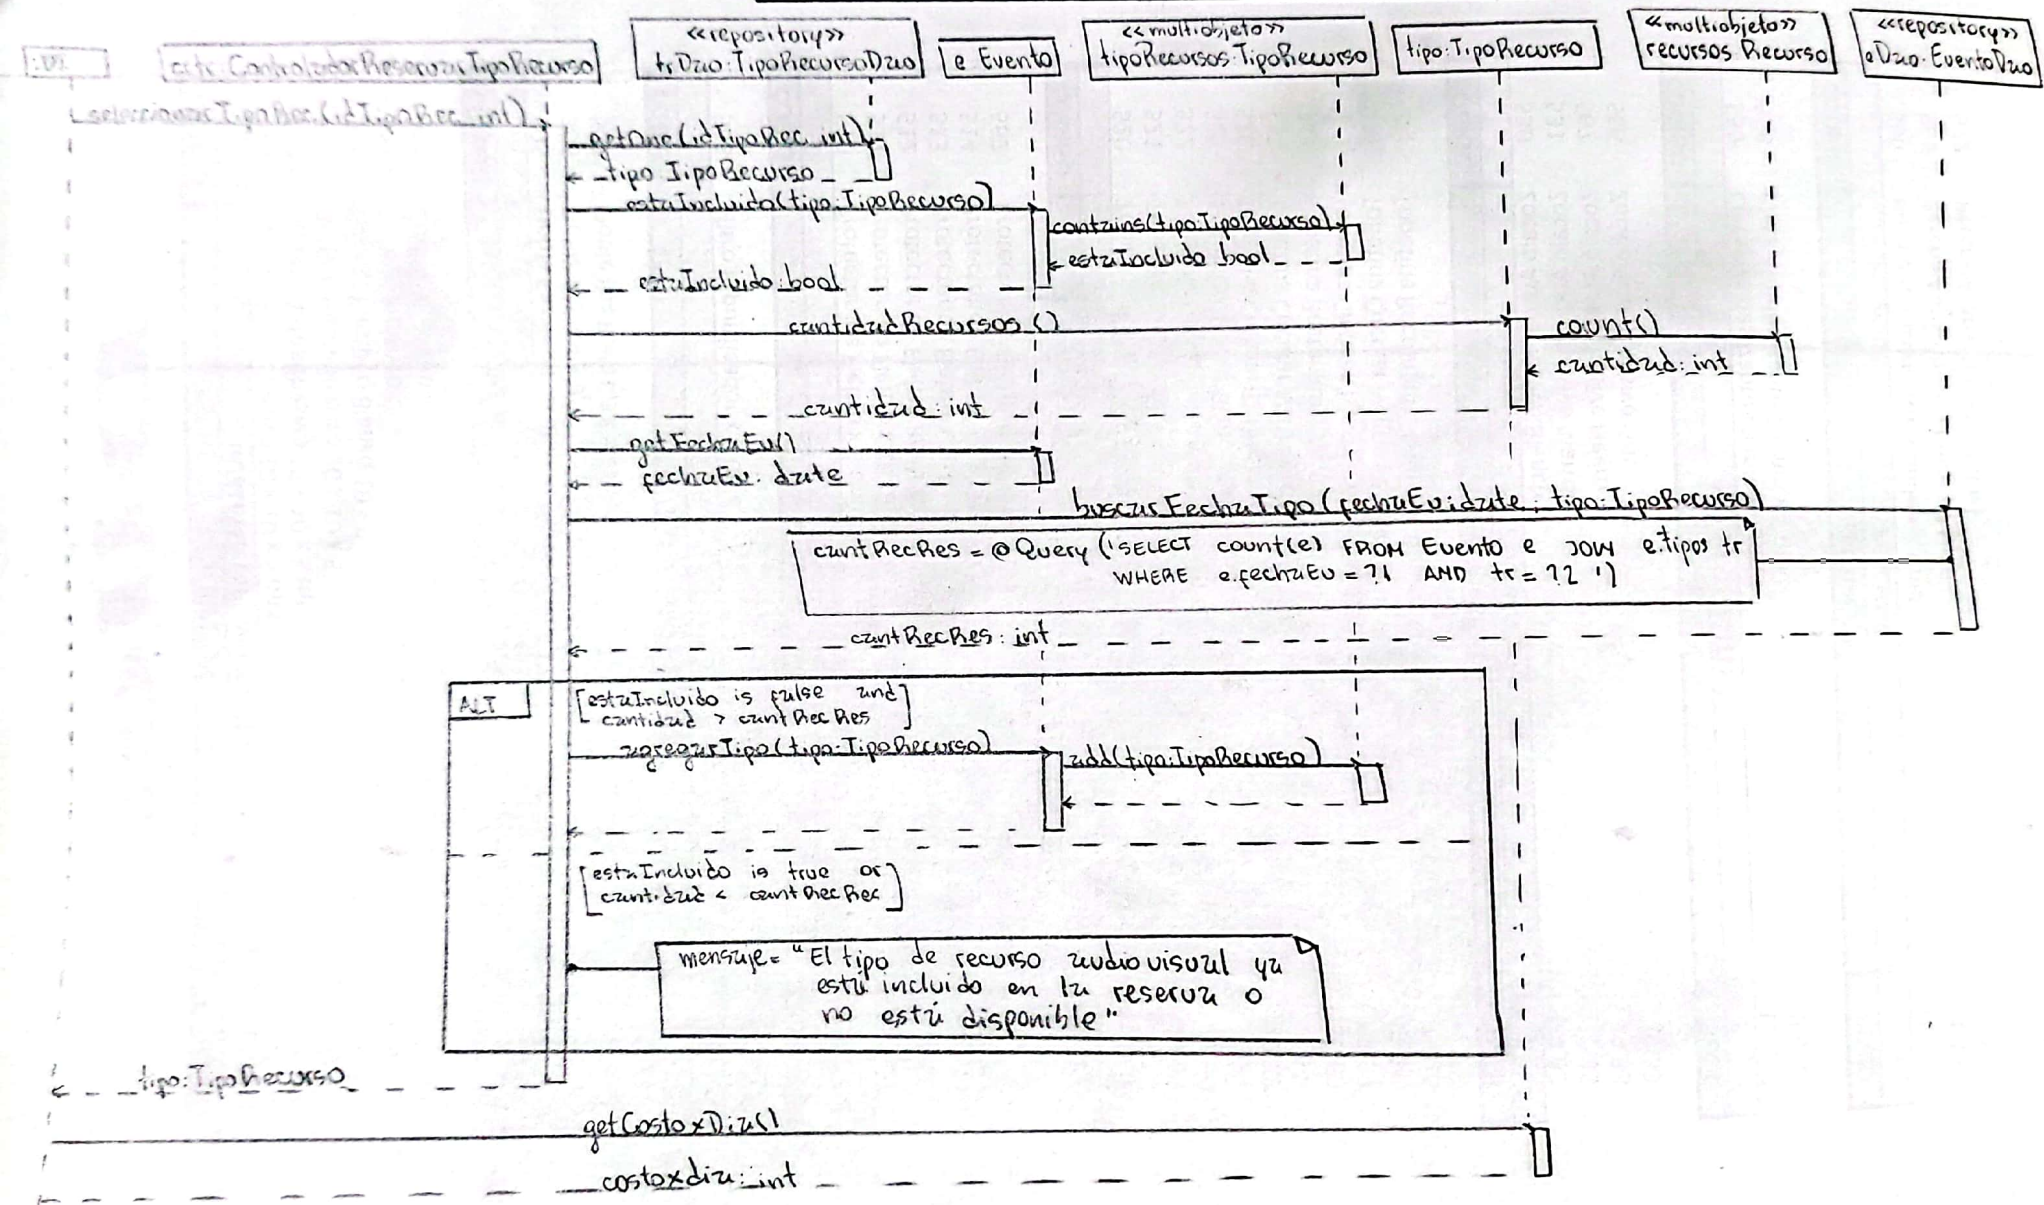 :UI
crtr:ControladorReservarTipoRecurso
<<repository>>
trDao:TipoRecursoDao
e:Evento
<<multiobjeto>>
tipoRecursos:TipoRecurso
tipo:TipoRecurso
<<multiobjeto>>
recursos:Recurso
<<repository>>
eDao:EventoDao
seleccionarTipoRec(idTipoRec:int)
getOne(idTipoRec:int)
tipo:TipoRecurso
estaIncluido(tipo:TipoRecurso)
contains(tipo:TipoRecurso)
estaIncluido:bool
estaIncluido:bool
cantidadRecursos()
count()
cantidad:int
cantidad:int
getFechaEv()
fechaEv:date
buscarFechaTipo(fechaEv:date; tipo:TipoRecurso)
cantRecRes = @Query ('SELECT count(e) FROM Evento e JOIN e.tipos tr
WHERE e.fechaEv = ?1 AND tr = ?2 ')
cantRecRes:int
ALT
[estaIncluido is false and
cantidad > cantRecRes]
agregarTipo(tipo:TipoRecurso)
add(tipo:TipoRecurso)
[estaIncluido is true or
cantidad < cantRecRec]
mensaje= "El tipo de recurso audiovisual ya
está incluido en la reserva o
no está disponible"
tipo:TipoRecurso
getCostoxDia()
costoxdia:int